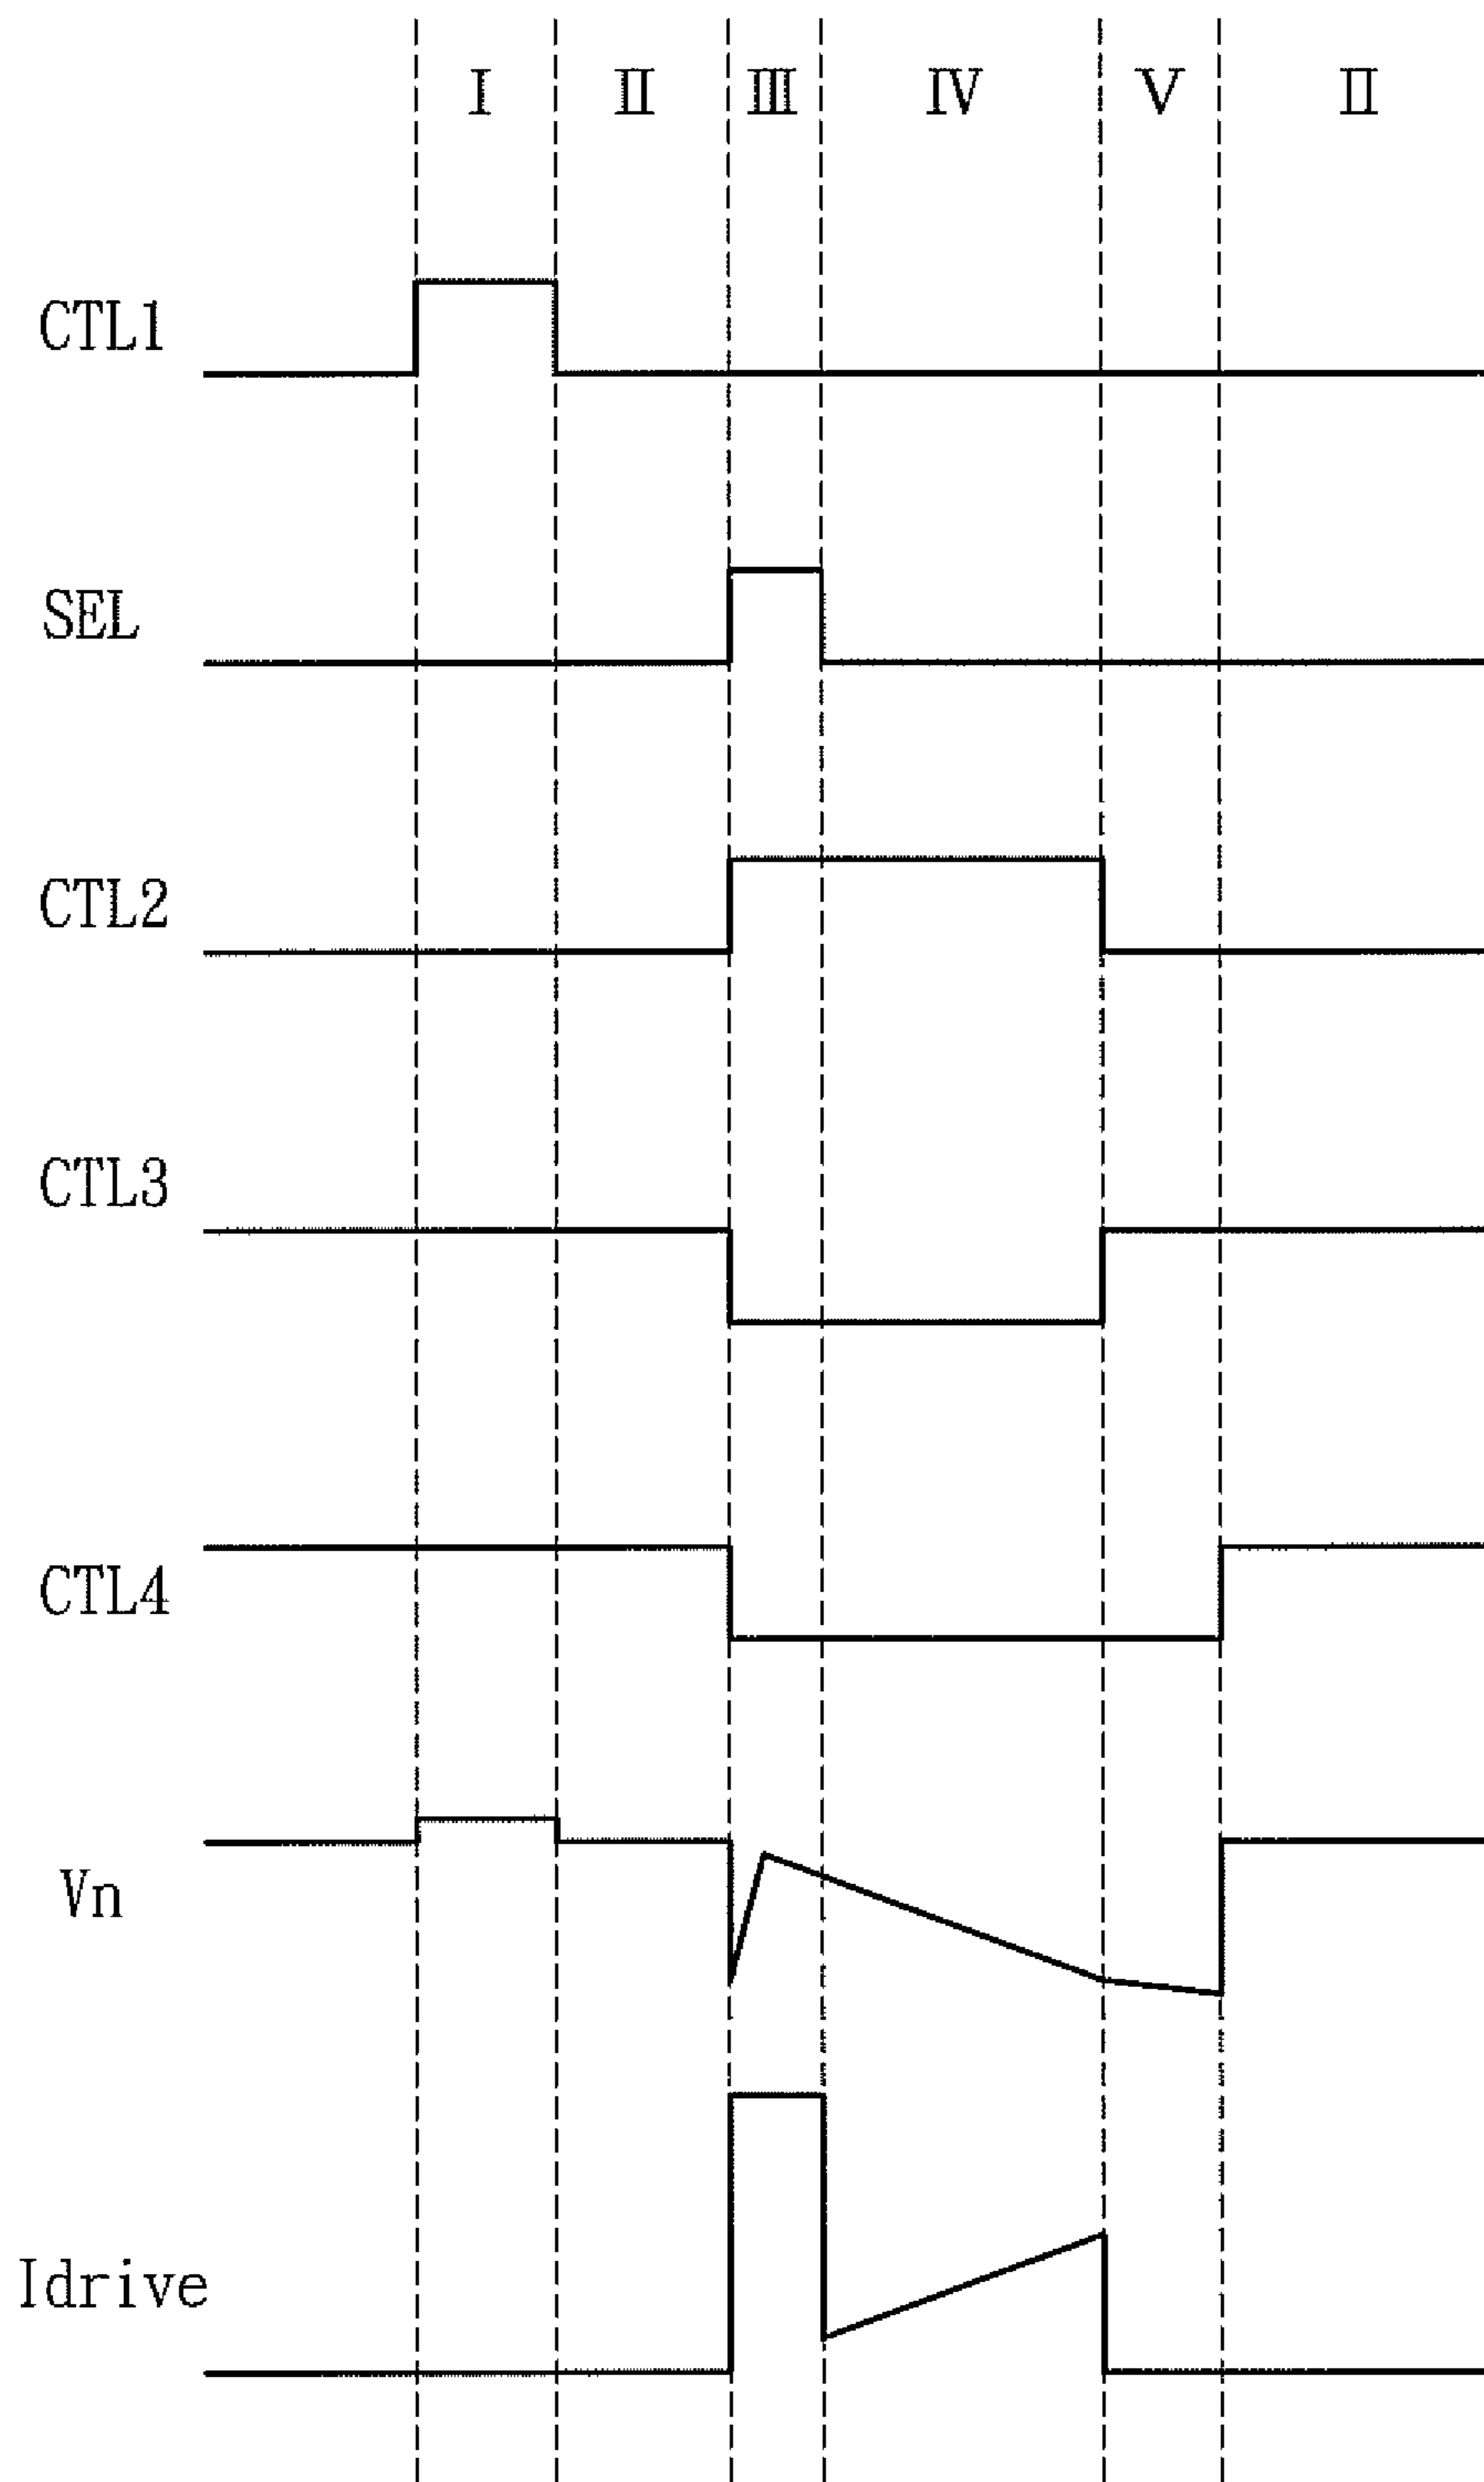 Ⅰ Ⅱ Ⅲ Ⅳ Ⅴ Ⅱ
CTL1
SEL
CTL2
CTL3
CTL4
Vn
Idrive